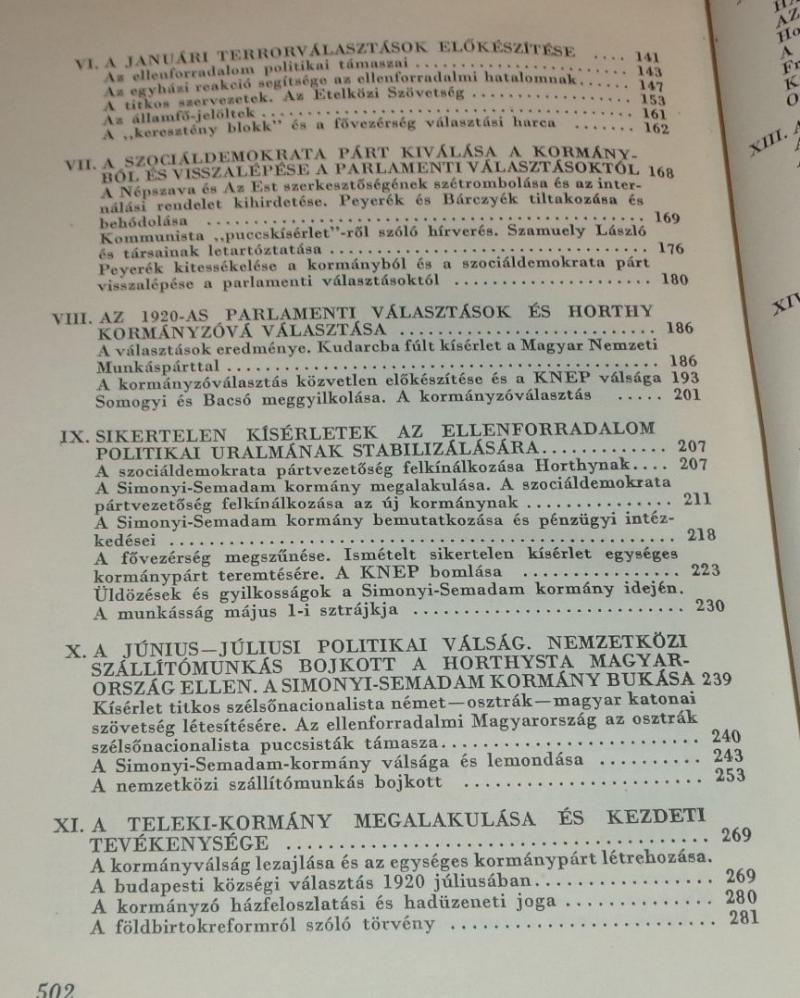 VI. A JANUÁRI TERRORVÁLASZTÁSOK ELŐKÉSZÍTÉSE .... 141
Az ellenforradalom politikai támaszai ........................ 143
Az egyházi reakció segítsége az ellenforradalmi hatalomnak...... 147
A titkos szervezetek. Az Etelközi Szövetség .................... 153
Az államfő-jelöltek ........................................ 161
A „keresztény blokk” és a fővezérség választási harca ....... 162
VII. A SZOCIÁLDEMOKRATA PÁRT KIVÁLÁSA A KORMÁNY-
BÓL ÉS VISSZALÉPÉSE A PARLAMENTI VÁLASZTÁSOKTÓL 168
A Népszava és Az Est szerkesztőségének szétrombolása és az inter-
nálási rendelet kihirdetése. Peyerék és Bárczyék tiltakozása és
behódolása ............................................ 169
Kommunista „puccskísérlet”-ről szóló hírverés. Szamuely László
és társainak letartóztatása .................................. 176
Peyerék kitessékelése a kormányból és a szociáldemokrata párt
visszalépése a parlamenti választásoktól ..................... 180
VIII. AZ 1920-AS PARLAMENTI VÁLASZTÁSOK ÉS HORTHY
KORMÁNYZÓVÁ VÁLASZTÁSA .......................... 186
A választások eredménye. Kudarcba fúlt kísérlet a Magyar Nemzeti
Munkáspárttal ............................................ 186
A kormányzóválasztás közvetlen előkészítése és a KNEP válsága 193
Somogyi és Bacsó meggyilkolása. A kormányzóválasztás ..... 201
IX. SIKERTELEN KÍSÉRLETEK AZ ELLENFORRADALOM
POLITIKAI URALMÁNAK STABILIZÁLÁSÁRA............. 207
A szociáldemokrata pártvezetőség felkínálkozása Horthynak.... 207
A Simonyi-Semadam kormány megalakulása. A szociáldemokrata
pártvezetőség felkínálkozása az új kormánynak ............... 211
A Simonyi-Semadam kormány bemutatkozása és pénzügyi intéz-
kedései .................................................. 218
A fővezérség megszűnése. Ismételt sikertelen kísérlet egységes
kormánypárt teremtésére. A KNEP bomlása ................ 223
Üldözések és gyilkosságok a Simonyi-Semadam kormány idején.
A munkásság május 1-i sztrájkja ........................... 230
X. A JÚNIUS—JÚLIUSI POLITIKAI VÁLSÁG. NEMZETKÖZI
SZÁLLÍTÓMUNKÁS BOJKOTT A HORTHYSTA MAGYAR-
ORSZÁG ELLEN. A SIMONYI-SEMADAM KORMÁNY BUKÁSA 239
Kísérlet titkos szélsőnacionalista német—osztrák—magyar katonai
szövetség létesítésére. Az ellenforradalmi Magyarország az osztrák
szélsőnacionalista puccsisták támasza.......................... 240
A Simonyi-Semadam-kormány válsága és lemondása .......... 243
A nemzetközi szállítómunkás bojkott ........................ 253
XI. A TELEKI-KORMÁNY MEGALAKULÁSA ÉS KEZDETI
TEVÉKENYSÉGE ........................................ 269
A kormányválság lezajlása és az egységes kormánypárt létrehozása.
A budapesti községi választás 1920 júliusában................. 269
A kormányzó házfeloszlatási és hadüzeneti joga ............... 280
A földbirtokreformról szóló törvény ........................... 281
502
XIII. A
XIV